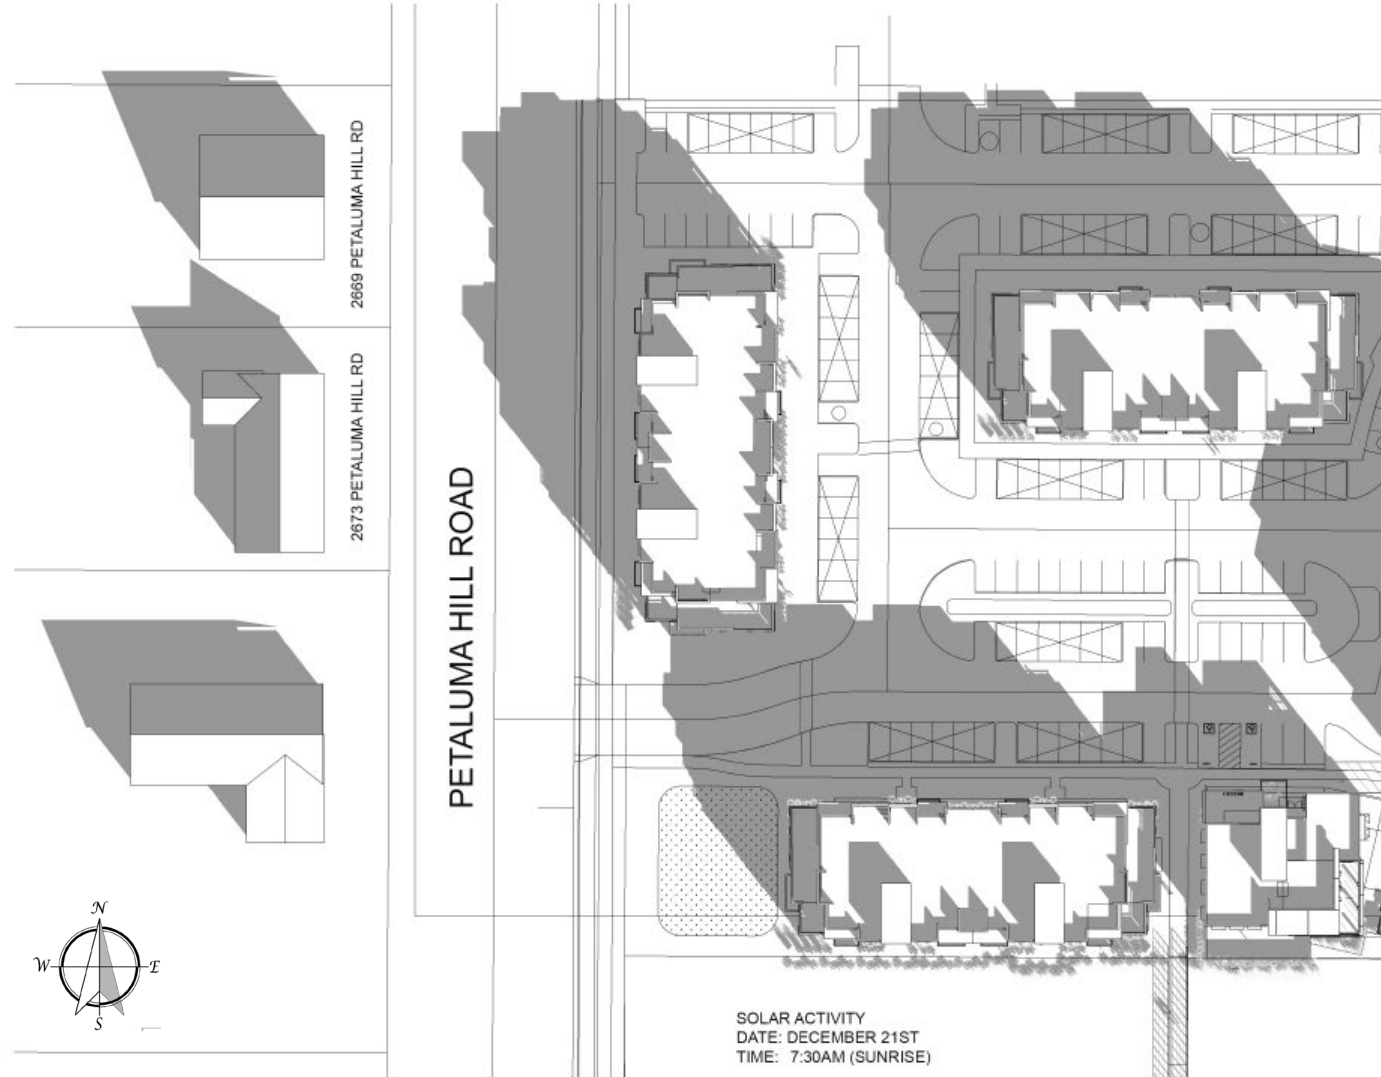 2669 PETALUMA HILL RD
2673 PETALUMA HILL RD
PETALUMA HILL ROAD
N
W
E
S
SOLAR ACTIVITY
DATE: DECEMBER 21ST
TIME: 7:30AM (SUNRISE)